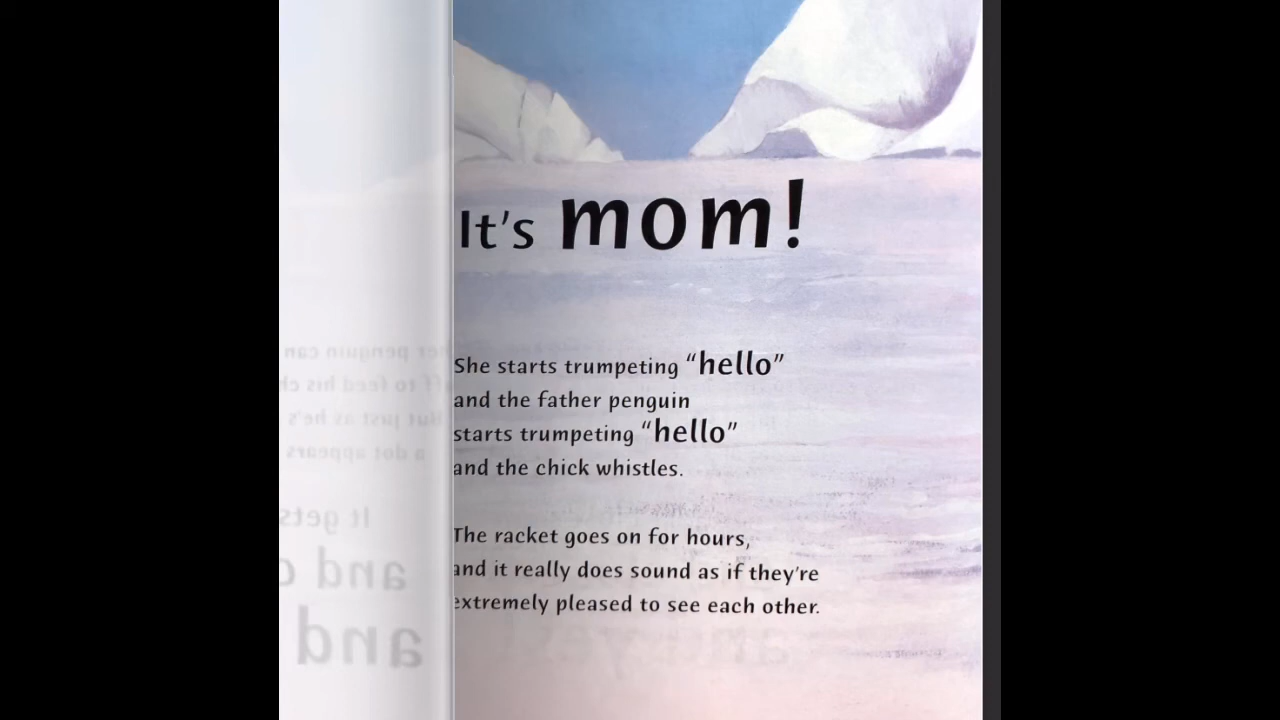 It's mom!
She starts trumpeting “hello”
and the father penguin
starts trumpeting “hello”
and the chick whistles.
The racket goes on for hours,
and it really does sound as if they're
extremely pleased to see each other.